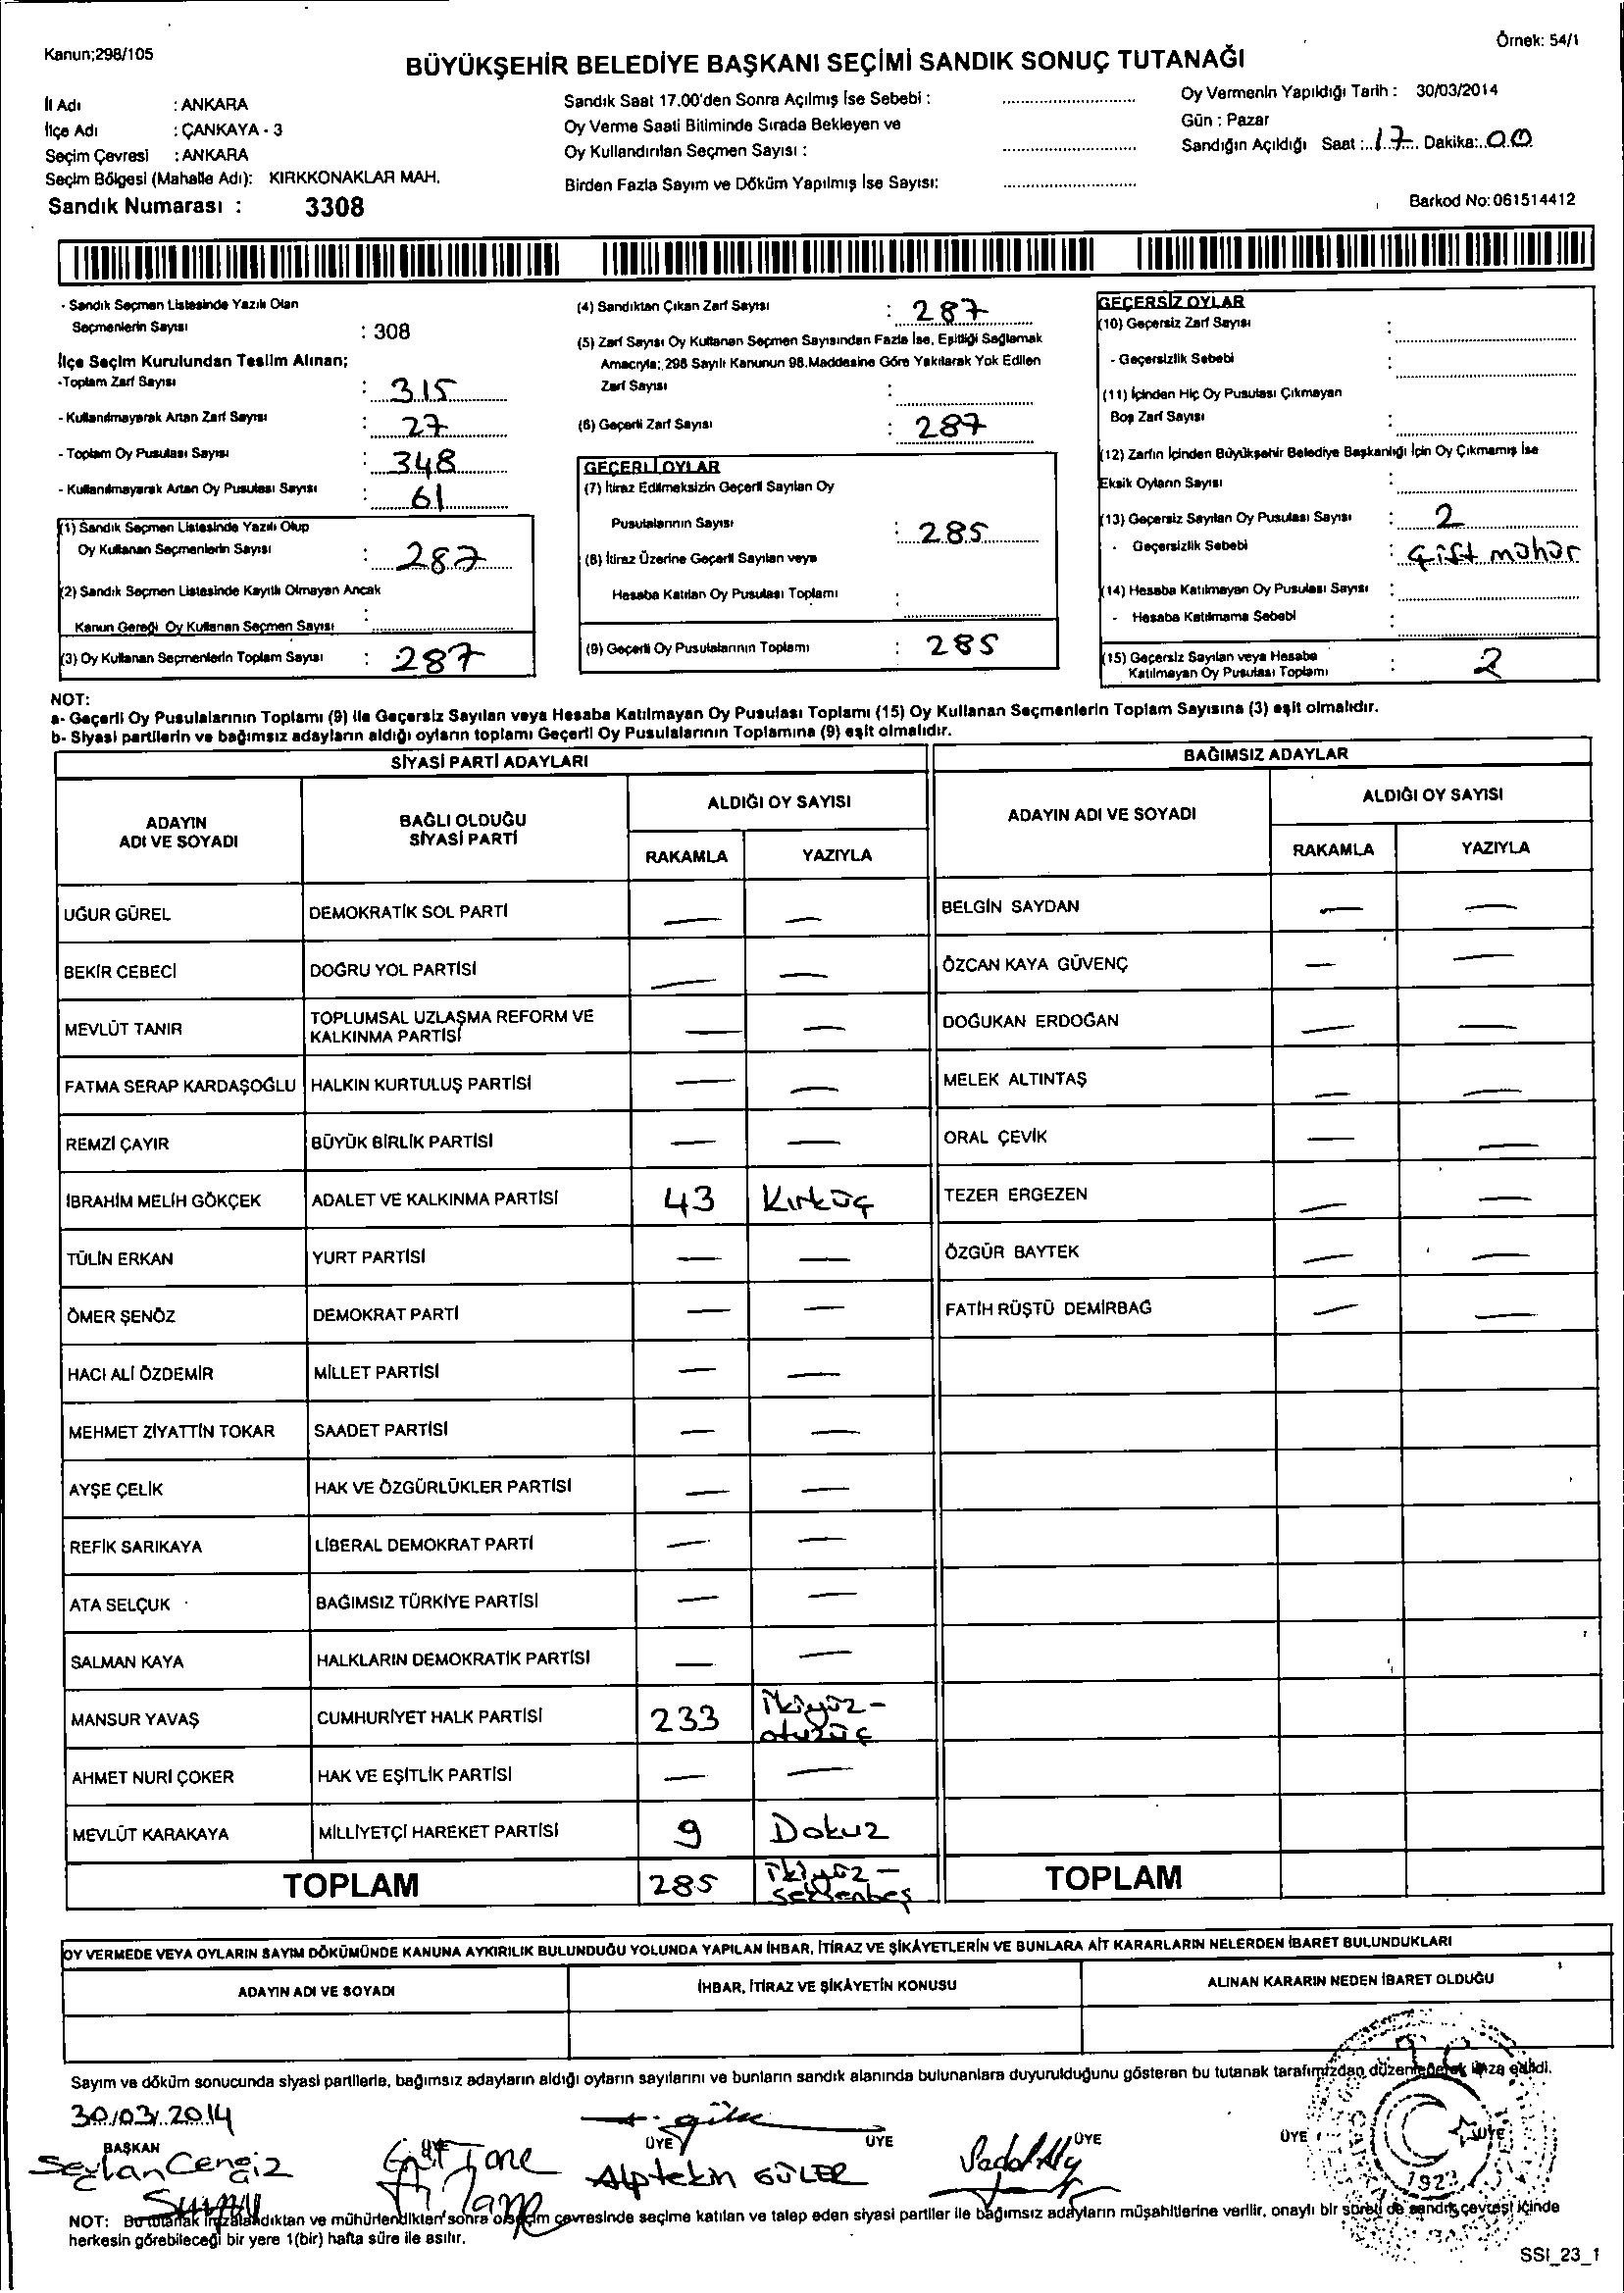 Kanun;298/105
Örnek: 54/1
BÜYÜKŞEHİR BELEDİYE BAŞKANI SEÇİMİ SANDIK SONUÇ TUTANAĞI
İl Adı : ANKARA
İlçe Adı : ÇANKAYA - 3
Seçim Çevresi : ANKARA
Seçim Bölgesi (Mahalle Adı): KIRKKONAKLAR MAH.
Sandık Numarası : 3308
Sandık Saat 17.00'den Sonra Açılmış İse Sebebi :
Oy Verme Saati Bitiminde Sırada Bekleyen ve
Oy Kullandırılan Seçmen Sayısı :
Birden Fazla Sayım ve Döküm Yapılmış İse Sayısı:
Oy Vermenin Yapıldığı Tarih : 30/03/2014
Gün : Pazar
Sandığın Açıldığı Saat : 17 Dakika: 00
Barkod No: 061514412
- Sandık Seçmen Listesinde Yazılı Olan
Seçmenlerin Sayısı : 308
İlçe Seçim Kurulundan Teslim Alınan;
-Toplam Zarf Sayısı : 315
- Kullanılmayarak Artan Zarf Sayısı : 27
- Toplam Oy Pusulası Sayısı : 348
- Kullanılmayarak Artan Oy Pusulası Sayısı : 61
(1) Sandık Seçmen Listesinde Yazılı Olup
Oy Kullanan Seçmenlerin Sayısı : 287
(2) Sandık Seçmen Listesinde Kayıtlı Olmayan Ancak
Kanun Gereği Oy Kullanan Seçmen Sayısı :
(3) Oy Kullanan Seçmenlerin Toplam Sayısı : 287
(4) Sandıktan Çıkan Zarf Sayısı : 287
(5) Zarf Sayısı Oy Kullanan Seçmen Sayısından Fazla İse, Eşitliği Sağlamak
Amacıyla; 298 Sayılı Kanunun 98.Maddesine Göre Yakılarak Yok Edilen
Zarf Sayısı :
(6) Geçerli Zarf Sayısı : 287
GEÇERLİ OYLAR
(7) İtiraz Edilmeksizin Geçerli Sayılan Oy
Pusulalarının Sayısı : 285
(8) İtiraz Üzerine Geçerli Sayılan veya
Hesaba Katılan Oy Pusulası Toplamı :
(9) Geçerli Oy Pusulalarının Toplamı : 285
GEÇERSİZ OYLAR
(10) Geçersiz Zarf Sayısı :
- Geçersizlik Sebebi :
(11) İçinden Hiç Oy Pusulası Çıkmayan
Boş Zarf Sayısı :
(12) Zarfın İçinden Büyükşehir Belediye Başkanlığı İçin Oy Çıkmamış İse
Eksik Oyların Sayısı :
(13) Geçersiz Sayılan Oy Pusulası Sayısı : 2
- Geçersizlik Sebebi : Çift mühür
(14) Hesaba Katılmayan Oy Pusulası Sayısı :
- Hesaba Katılmama Sebebi :
(15) Geçersiz Sayılan veya Hesaba
Katılmayan Oy Pusulası Toplamı : 2
NOT:
a- Geçerli Oy Pusulalarının Toplamı (9) ile Geçersiz Sayılan veya Hesaba Katılmayan Oy Pusulası Toplamı (15) Oy Kullanan Seçmenlerin Toplam Sayısına (3) eşit olmalıdır.
b- Siyasi partilerin ve bağımsız adayların aldığı oyların toplamı Geçerli Oy Pusulalarının Toplamına (9) eşit olmalıdır.
SİYASİ PARTİ ADAYLARI
BAĞIMSIZ ADAYLAR
ADAYIN
ADI VE SOYADI
BAĞLI OLDUĞU
SİYASİ PARTİ
ALDIĞI OY SAYISI
RAKAMLA YAZIYLA
ADAYIN ADI VE SOYADI
ALDIĞI OY SAYISI
RAKAMLA YAZIYLA
UĞUR GÜREL DEMOKRATİK SOL PARTİ — — BELGİN SAYDAN — —
BEKİR CEBECİ DOĞRU YOL PARTİSİ — — ÖZCAN KAYA GÜVENÇ — —
MEVLÜT TANIR TOPLUMSAL UZLAŞMA REFORM VE
KALKINMA PARTİSİ — — DOĞUKAN ERDOĞAN — —
FATMA SERAP KARDAŞOĞLU HALKIN KURTULUŞ PARTİSİ — — MELEK ALTINTAŞ — —
REMZİ ÇAYIR BÜYÜK BİRLİK PARTİSİ — — ORAL ÇEVİK — —
İBRAHİM MELİH GÖKÇEK ADALET VE KALKINMA PARTİSİ 43 Kırküç TEZER ERGEZEN — —
TÜLİN ERKAN YURT PARTİSİ — — ÖZGÜR BAYTEK — —
ÖMER ŞENÖZ DEMOKRAT PARTİ — — FATİH RÜŞTÜ DEMİRBAĞ — —
HACI ALİ ÖZDEMİR MİLLET PARTİSİ — —
MEHMET ZİYATTİN TOKAR SAADET PARTİSİ — —
AYŞE ÇELİK HAK VE ÖZGÜRLÜKLER PARTİSİ — —
REFİK SARIKAYA LİBERAL DEMOKRAT PARTİ — —
ATA SELÇUK BAĞIMSIZ TÜRKİYE PARTİSİ — —
SALMAN KAYA HALKLARIN DEMOKRATİK PARTİSİ — —
MANSUR YAVAŞ CUMHURİYET HALK PARTİSİ 233 ikiyüz-
otuzüç
AHMET NURİ ÇOKER HAK VE EŞİTLİK PARTİSİ — —
MEVLÜT KARAKAYA MİLLİYETÇİ HAREKET PARTİSİ 9 Dokuz
TOPLAM 285 ikiyüz-
seksenbeş
TOPLAM
OY VERMEDE VEYA OYLARIN SAYIM DÖKÜMÜNDE KANUNA AYKIRILIK BULUNDUĞU YOLUNDA YAPILAN İHBAR, İTİRAZ VE ŞİKÂYETLERİN VE BUNLARA AİT KARARLARIN NELERDEN İBARET BULUNDUKLARI
ADAYIN ADI VE SOYADI İHBAR, İTİRAZ VE ŞİKÂYETİN KONUSU ALINAN KARARIN NEDEN İBARET OLDUĞU
Sayım ve döküm sonucunda siyasi partilerle, bağımsız adayların aldığı oyların sayılarını ve bunların sandık alanında bulunanlara duyurulduğunu gösteren bu tutanak tarafımızdan düzenlenerek imza edildi.
30/03/2014
BAŞKAN ÜYE ÜYE ÜYE ÜYE ÜYE ÜYE
Seylan Cengiz
Alptekin GÜLER
1923
NOT: Bu tutanak imzalandıktan ve mühürlendikten sonra o seçim çevresinde seçime katılan ve talep eden siyasi partiler ile bağımsız adayların müşahitlerine verilir, onaylı bir sureti de sandık çevresi içinde
herkesin görebileceği bir yere 1(bir) hafta süre ile asılır.
SSI_23_1